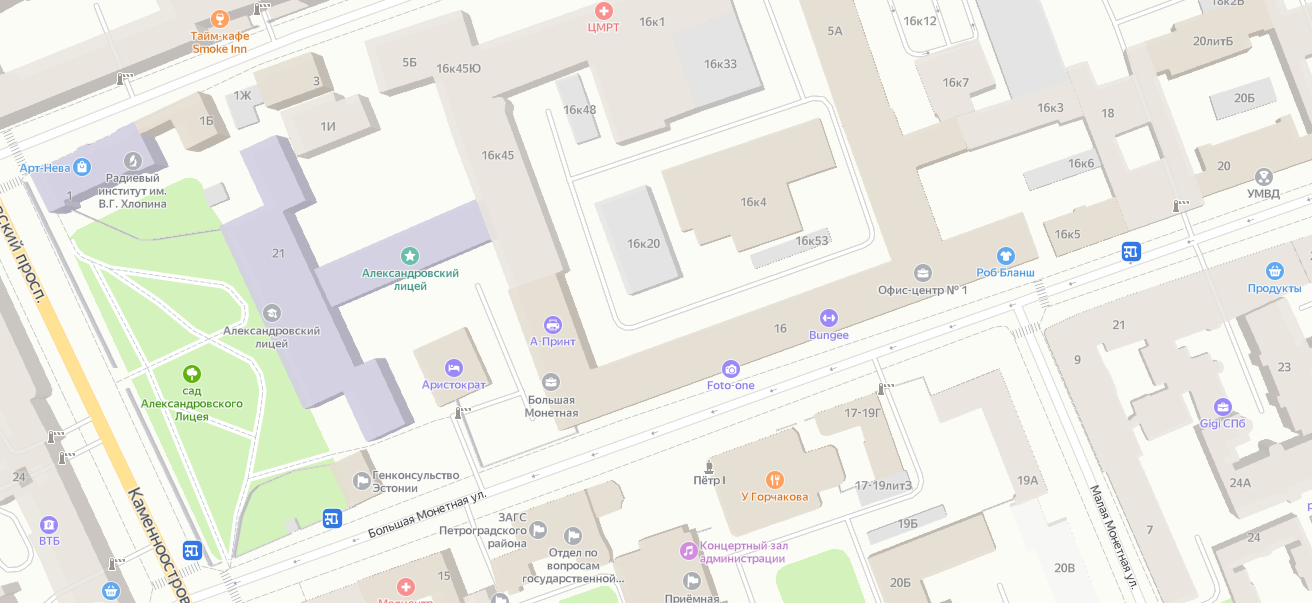 Тайм-кафе
Smoke Inn
ЦМРТ
16к1
5А
16к12
18к2В
20литБ
5Б
16к45Ю
16к33
16к7
3
1Ж
16к48
20Б
1Б
1И
16к3
18
16к45
Арт-Нева
1
Радиевый
институт им.
В.Г. Хлопина
16к6
20
УМВД
16к4
16к20
16к53
16к5
21
Александровский
лицей
Роб Бланш
Офис-центр № 1
Продукты
Александровский
лицей
А-Принт
16
Bungee
21
9
23
Аристократ
Foto-one
сад
Александровского
Лицея
Большая
Монетная
17-19Г
Gigi СПб
24
Генконсульство
Эстонии
Пётр I
У Горчакова
17-19лит3
19А
24А
Большая Монетная ул.
ВТБ
ЗАГС
Петроградского
района
19Б
7
24
Отдел по
вопросам
государственной...
Концертный зал
администрации
15
20Б
20В
Малая Монетная ул.
Приёмная